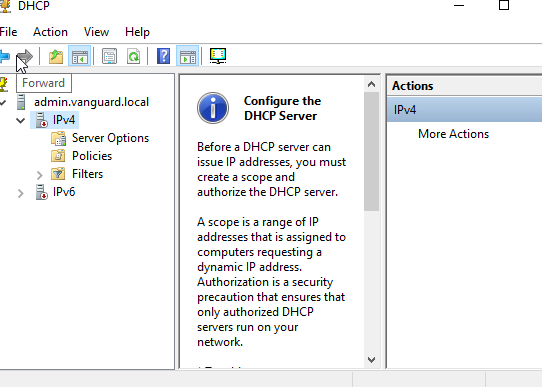 DHCP
File Action View Help
Forward
admin.vanguard.local
IPv4
Server Options
Policies
Filters
IPv6
Configure the
DHCP Server
Before a DHCP server can
issue IP addresses, you must
create a scope and
authorize the DHCP server.
A scope is a range of IP
addresses that is assigned to
computers requesting a
dynamic IP address.
Authorization is a security
precaution that ensures that
only authorized DHCP
servers run on your
network.
Actions
IPv4
More Actions